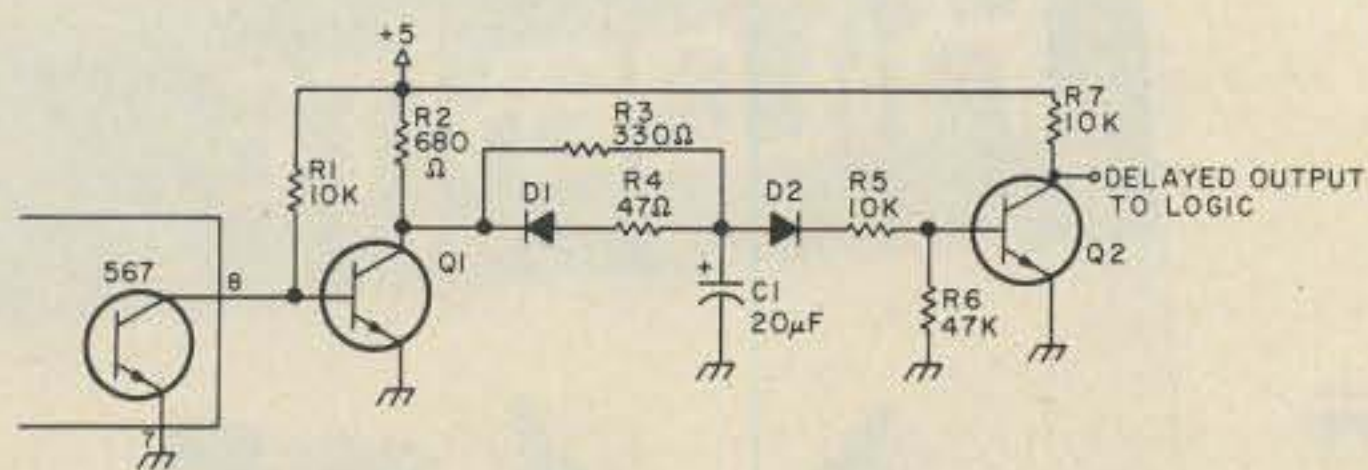 +5
R1
10K
R2
680
Ω
R3
330Ω
D1
R4
47Ω
D2
R5
10K
R7
10K
DELAYED OUTPUT
TO LOGIC
567
8
7
Q1
+
C1
20µF
R6
47K
Q2